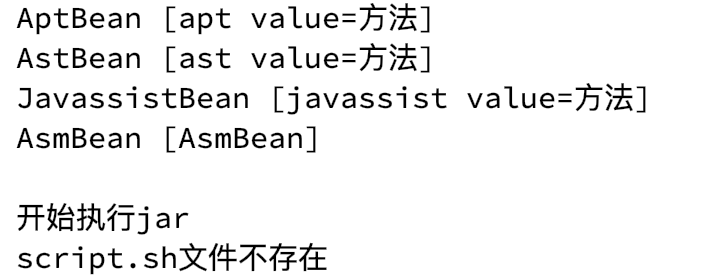 AptBean [apt value=方法]
AstBean [ast value=方法]
JavassistBean [javassist value=方法]
AsmBean [AsmBean]
开始执行jar
script.sh文件不存在